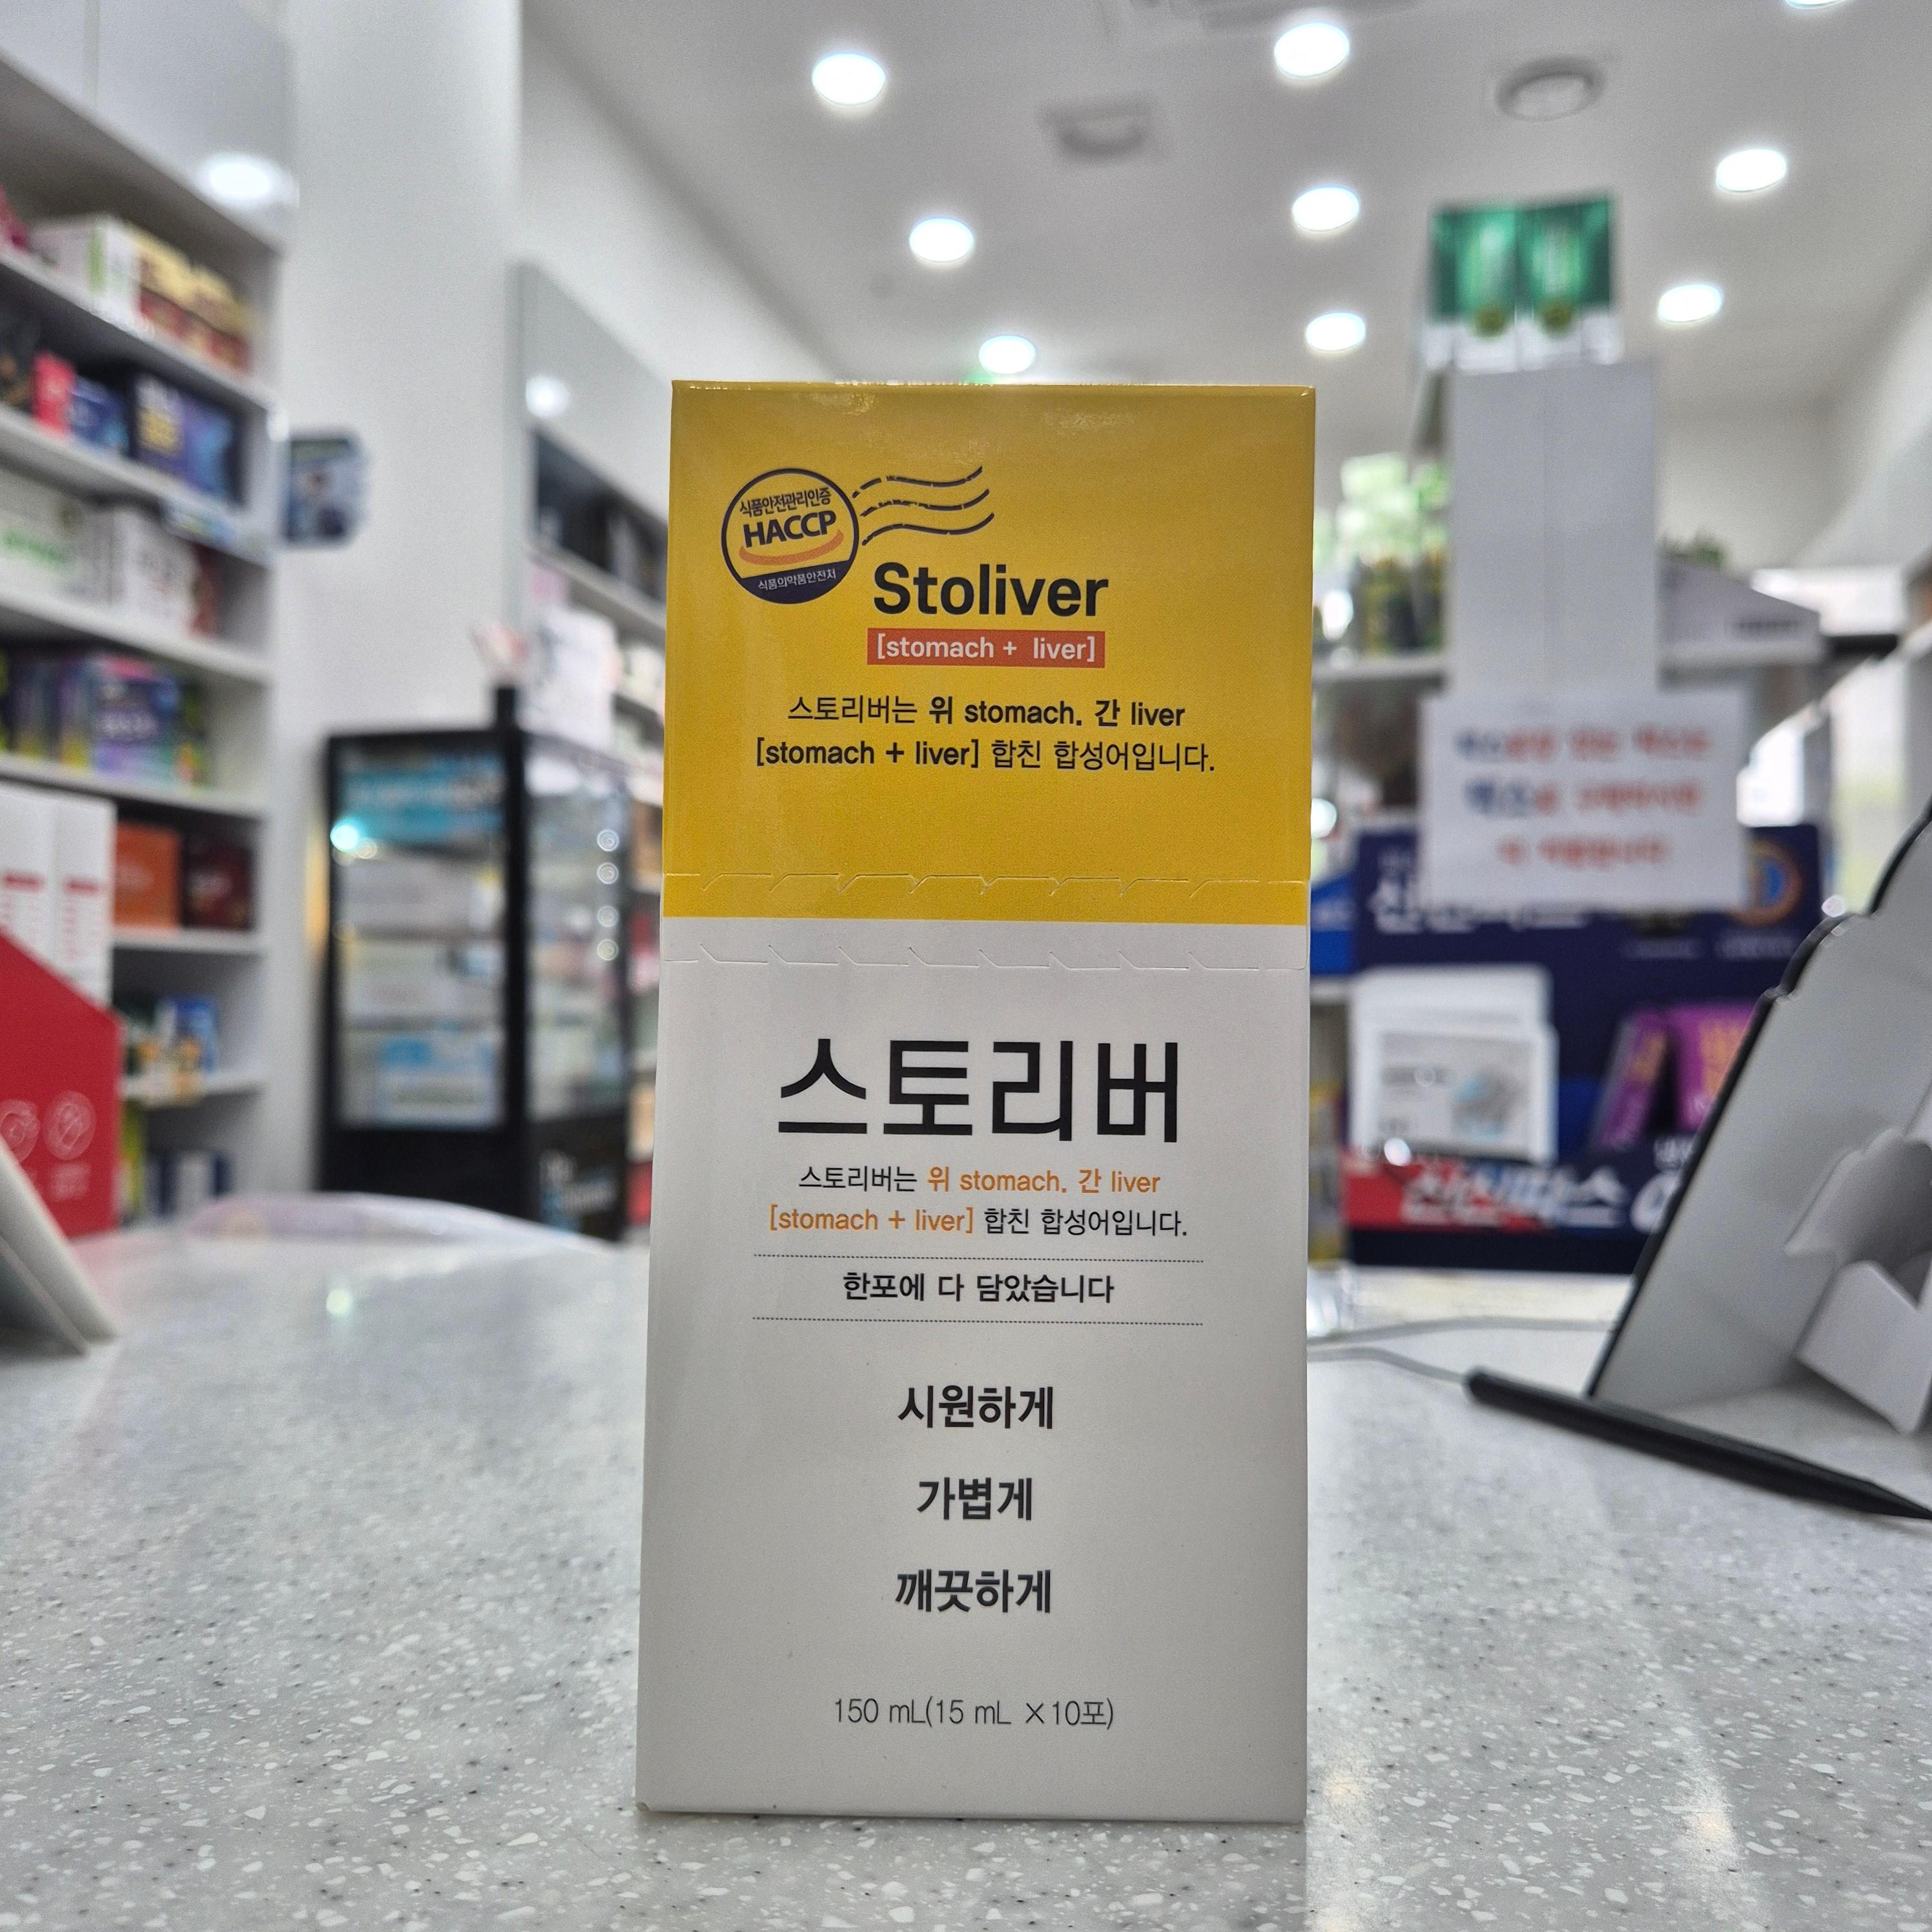 식품안전관리인증
HACCP
식품의약품안전처
Stoliver
[stomach + liver]
스토리버는 위 stomach. 간 liver
[stomach + liver] 합친 합성어입니다.
스토리버
스토리버는 위 stomach. 간 liver
[stomach + liver] 합친 합성어입니다.
한포에 다 담았습니다
시원하게
가볍게
깨끗하게
150 mL(15 mL ×10포)
신신파스